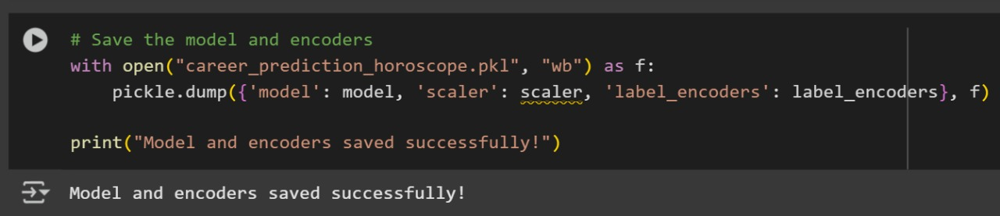 # Save the model and encoders
with open("career_prediction_horoscope.pkl", "wb") as f:
    pickle.dump({'model': model, 'scaler': scaler, 'label_encoders': label_encoders}, f)
print("Model and encoders saved successfully!")
Model and encoders saved successfully!